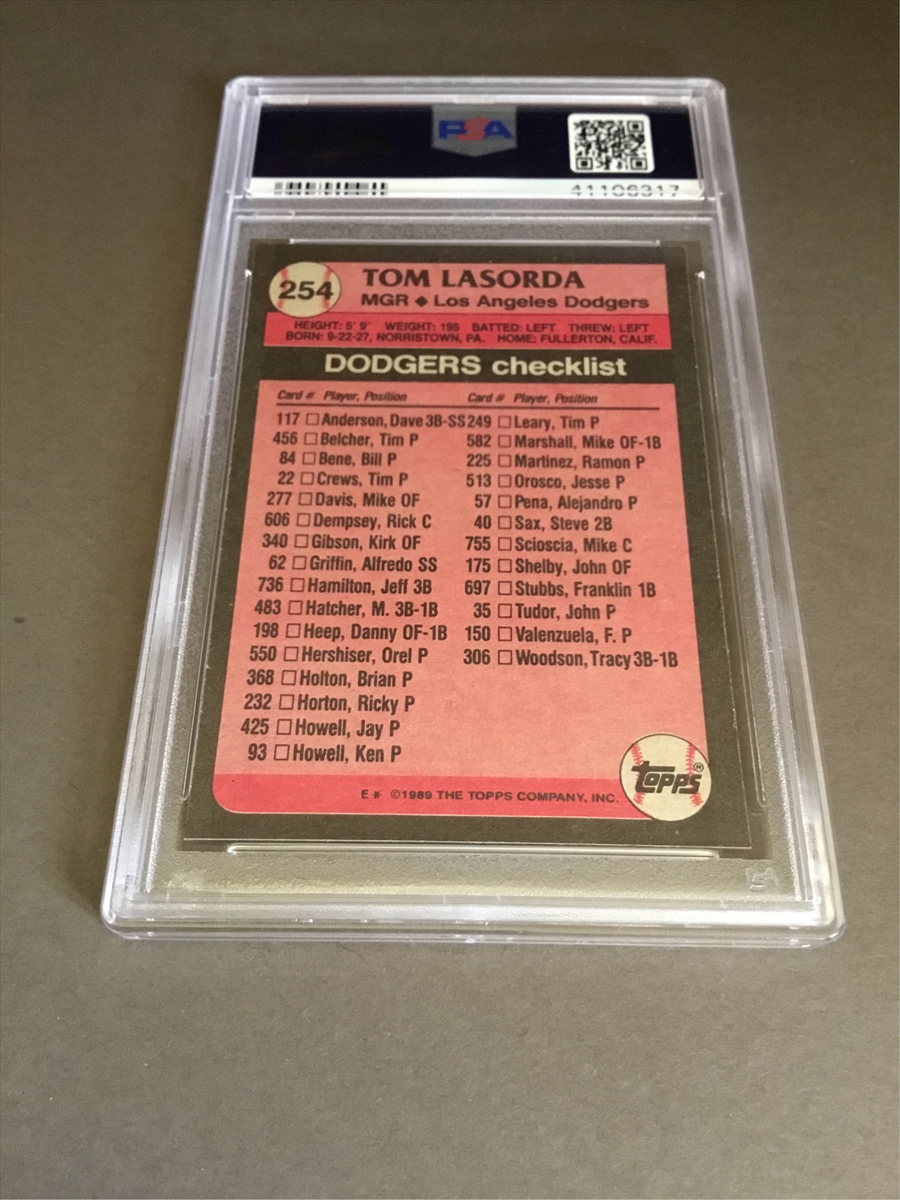 PSA
41106317
254
TOM LASORDA
MGR ◆ Los Angeles Dodgers
HEIGHT: 5' 9" WEIGHT: 195 BATTED: LEFT THREW: LEFT
BORN: 9-22-27, NORRISTOWN, PA. HOME: FULLERTON, CALIF.
DODGERS checklist
Card # Player, Position
117 □ Anderson, Dave 3B-SS
456 □ Belcher, Tim P
84 □ Bene, Bill P
22 □ Crews, Tim P
277 □ Davis, Mike OF
606 □ Dempsey, Rick C
340 □ Gibson, Kirk OF
62 □ Griffin, Alfredo SS
736 □ Hamilton, Jeff 3B
483 □ Hatcher, M. 3B-1B
198 □ Heep, Danny OF-1B
550 □ Hershiser, Orel P
368 □ Holton, Brian P
232 □ Horton, Ricky P
425 □ Howell, Jay P
93 □ Howell, Ken P
Card # Player, Position
249 □ Leary, Tim P
582 □ Marshall, Mike OF-1B
225 □ Martinez, Ramon P
513 □ Orosco, Jesse P
57 □ Pena, Alejandro P
40 □ Sax, Steve 2B
755 □ Scioscia, Mike C
175 □ Shelby, John OF
697 □ Stubbs, Franklin 1B
35 □ Tudor, John P
150 □ Valenzuela, F. P
306 □ Woodson, Tracy 3B-1B
topps®
E* ©1989 THE TOPPS COMPANY, INC.
PSA